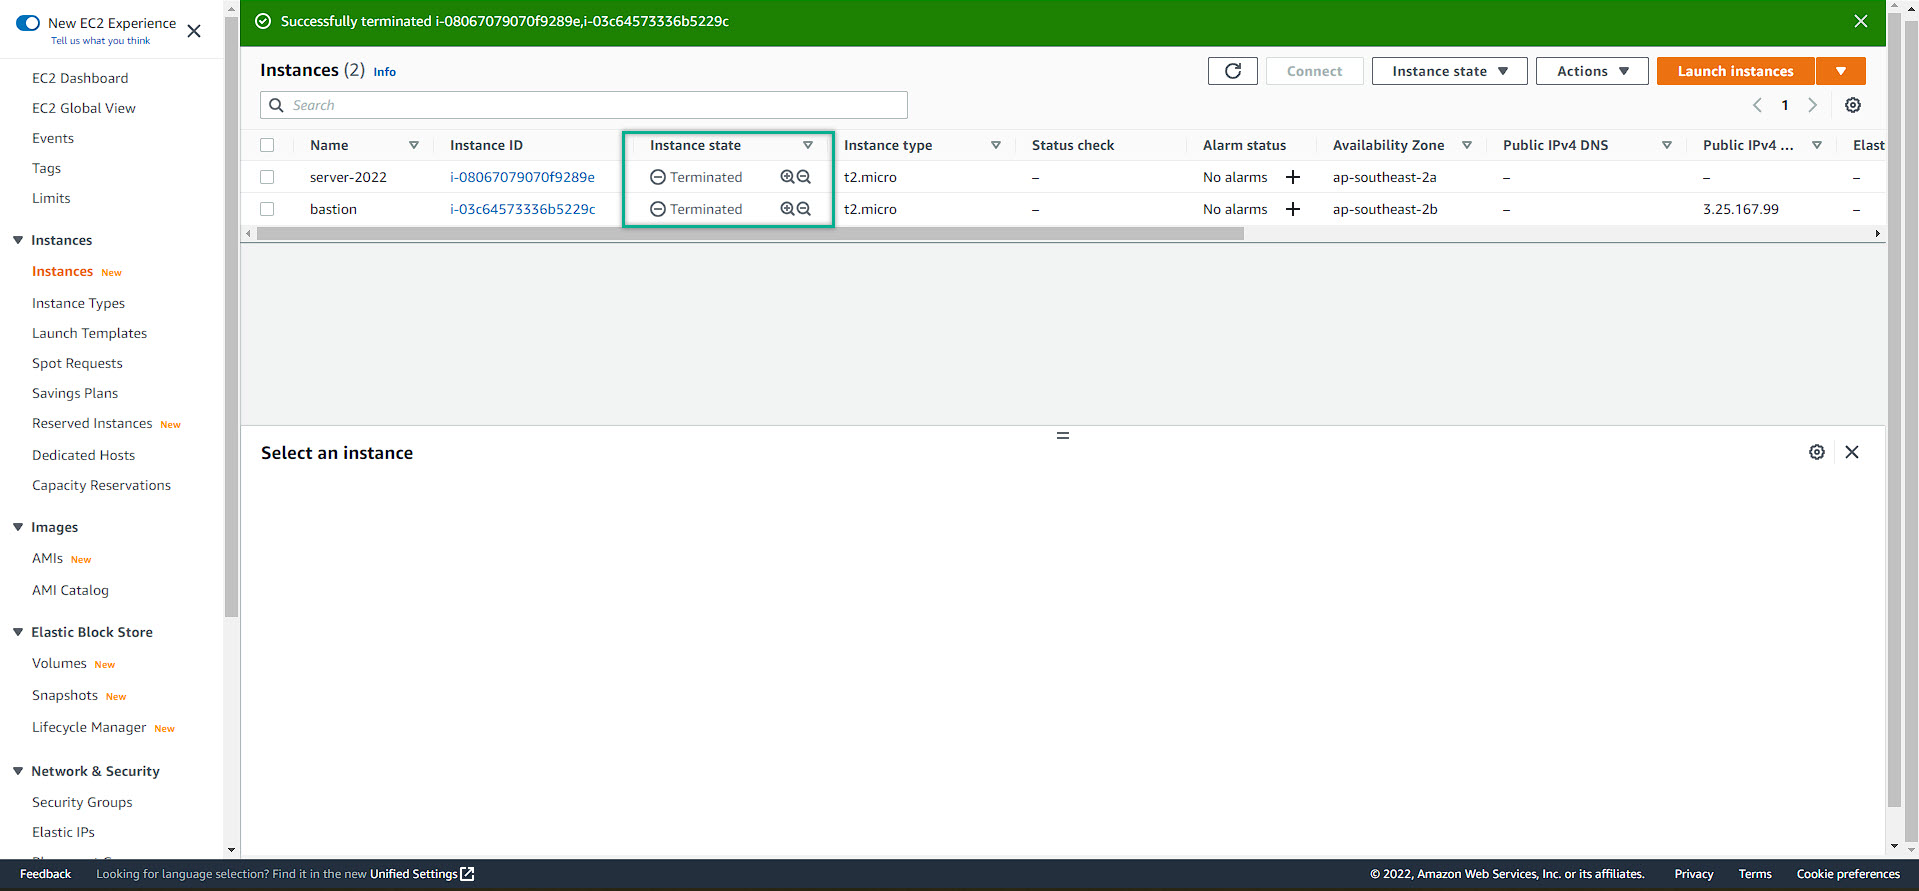 New EC2 Experience
Tell us what you think
EC2 Dashboard
EC2 Global View
Events
Tags
Limits
Instances
Instances New
Instance Types
Launch Templates
Spot Requests
Savings Plans
Reserved Instances New
Dedicated Hosts
Capacity Reservations
Images
AMIs New
AMI Catalog
Elastic Block Store
Volumes New
Snapshots New
Lifecycle Manager New
Network & Security
Security Groups
Elastic IPs
Successfully terminated i-08067079070f9289e,i-03c64573336b5229c
Instances (2) Info
Connect Instance state Actions Launch instances
Search
1
Name Instance ID Instance state Instance type Status check Alarm status Availability Zone Public IPv4 DNS Public IPv4 ... Elast
server-2022 i-08067079070f9289e Terminated t2.micro – No alarms + ap-southeast-2a – – –
bastion i-03c64573336b5229c Terminated t2.micro – No alarms + ap-southeast-2b – 3.25.167.99 –
Select an instance
Feedback Looking for language selection? Find it in the new Unified Settings © 2022, Amazon Web Services, Inc. or its affiliates. Privacy Terms Cookie preferences